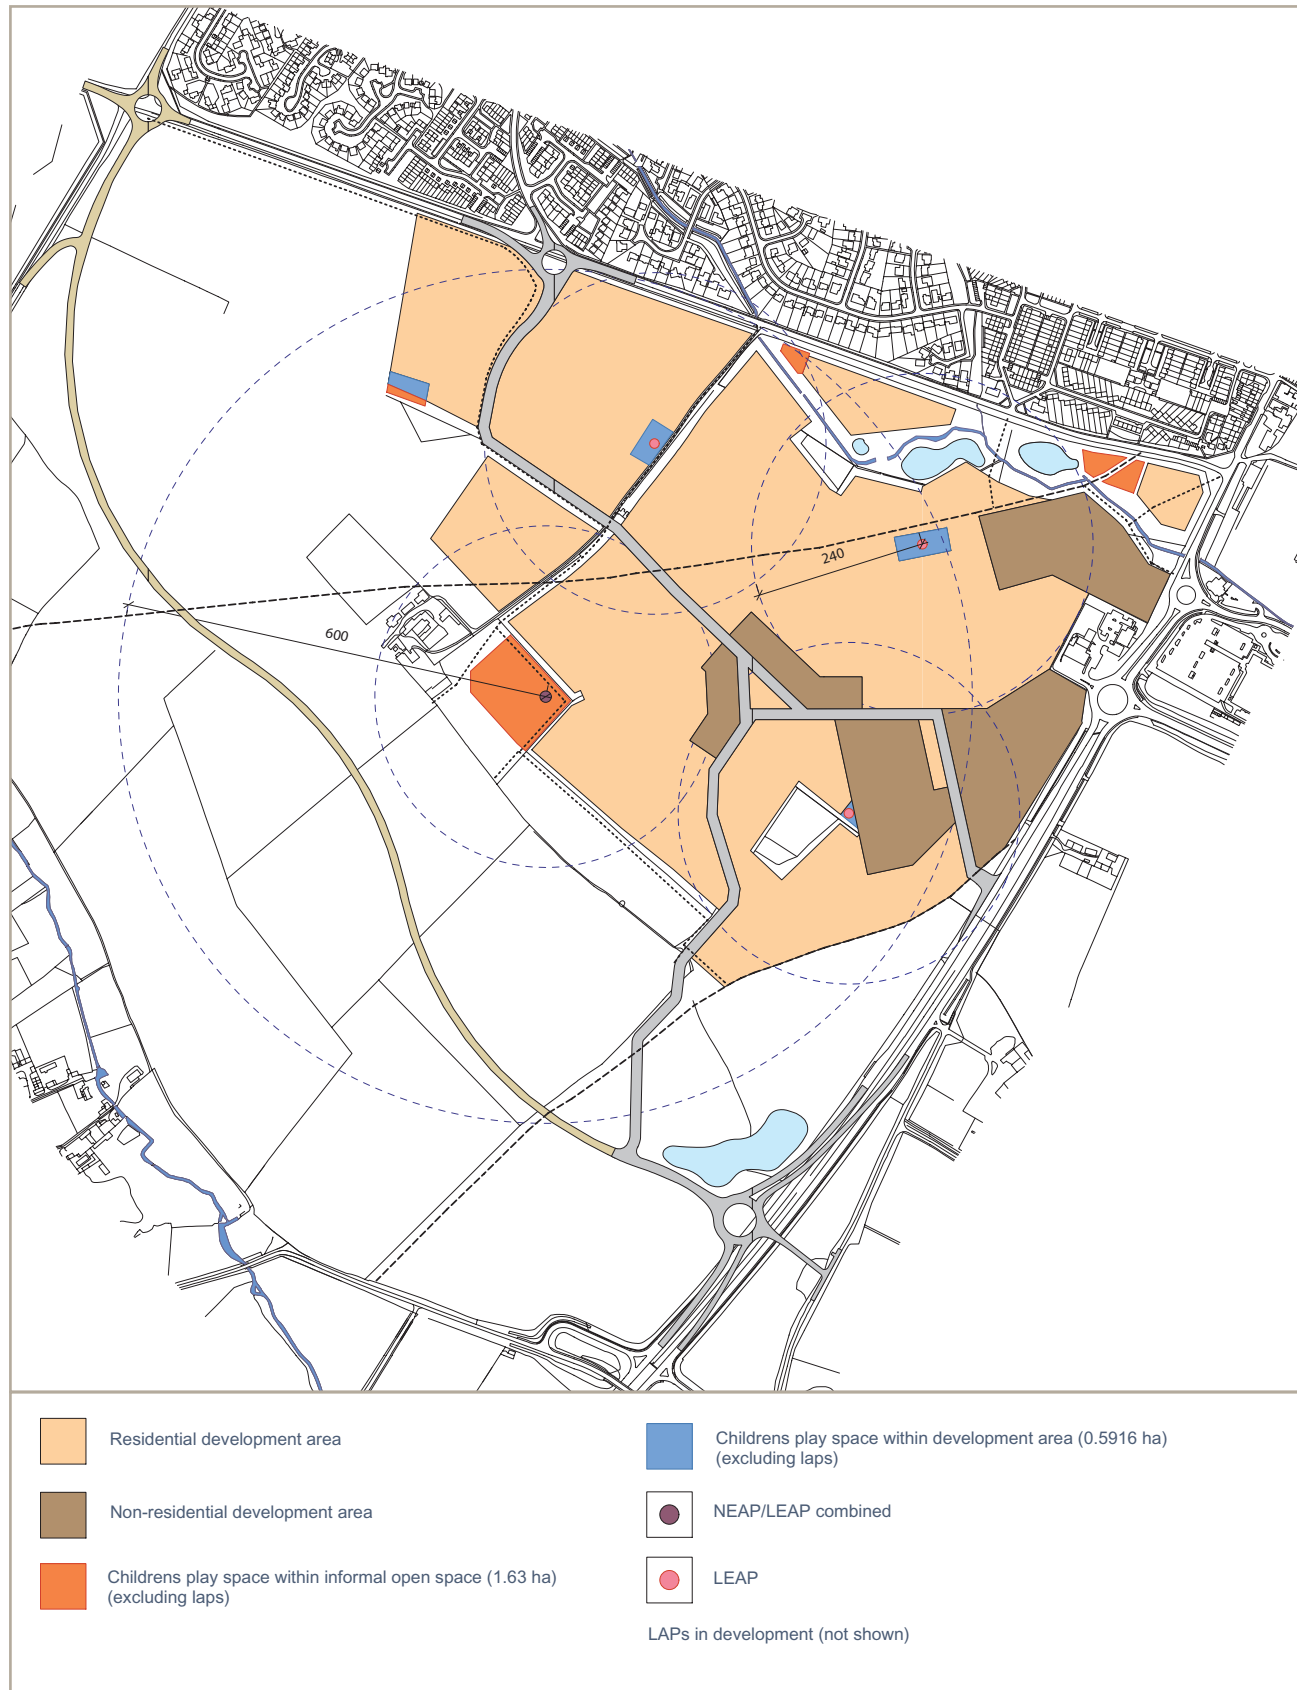 240
600
Residential development area
Non-residential development area
Childrens play space within informal open space (1.63 ha)
(excluding laps)
Childrens play space within development area (0.5916 ha)
(excluding laps)
NEAP/LEAP combined
LEAP
LAPs in development (not shown)